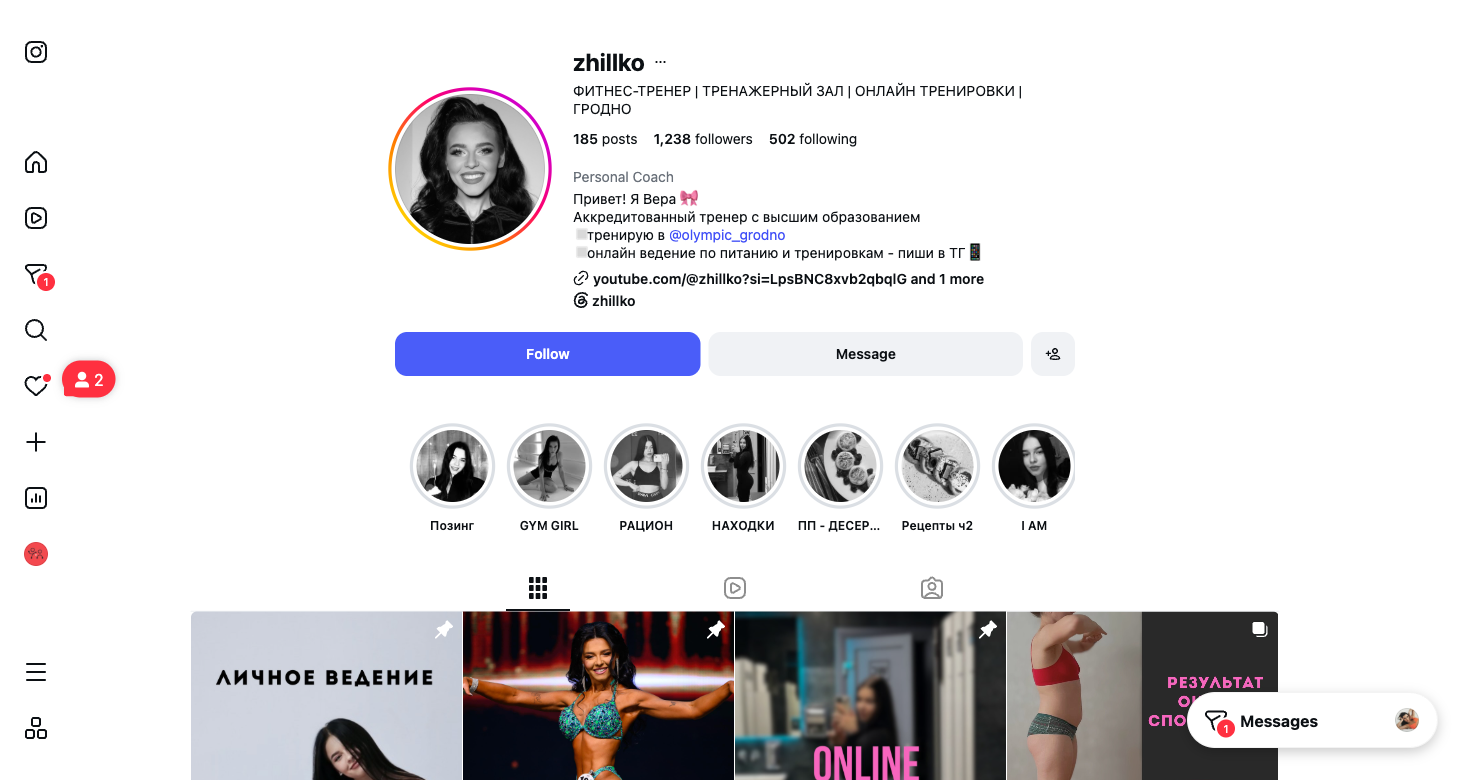 zhillko ...
ФИТНЕС-ТРЕНЕР | ТРЕНАЖЕРНЫЙ ЗАЛ | ОНЛАЙН ТРЕНИРОВКИ |
ГРОДНО
185 posts 1,238 followers 502 following
Personal Coach
Привет! Я Вера 🎀
Аккредитованный тренер с высшим образованием
тренирую в @olympic_grodno
онлайн ведение по питанию и тренировкам - пиши в ТГ📱
youtube.com/@zhillko?si=LpsBNC8xvb2qbqlG and 1 more
zhillko
1
2
Follow Message
Позинг GYM GIRL РАЦИОН НАХОДКИ ПП - ДЕСЕР... Рецепты ч2 I AM
ЛИЧНОЕ ВЕДЕНИЕ
ONLINE
РЕЗУЛЬТАТ
1 Messages